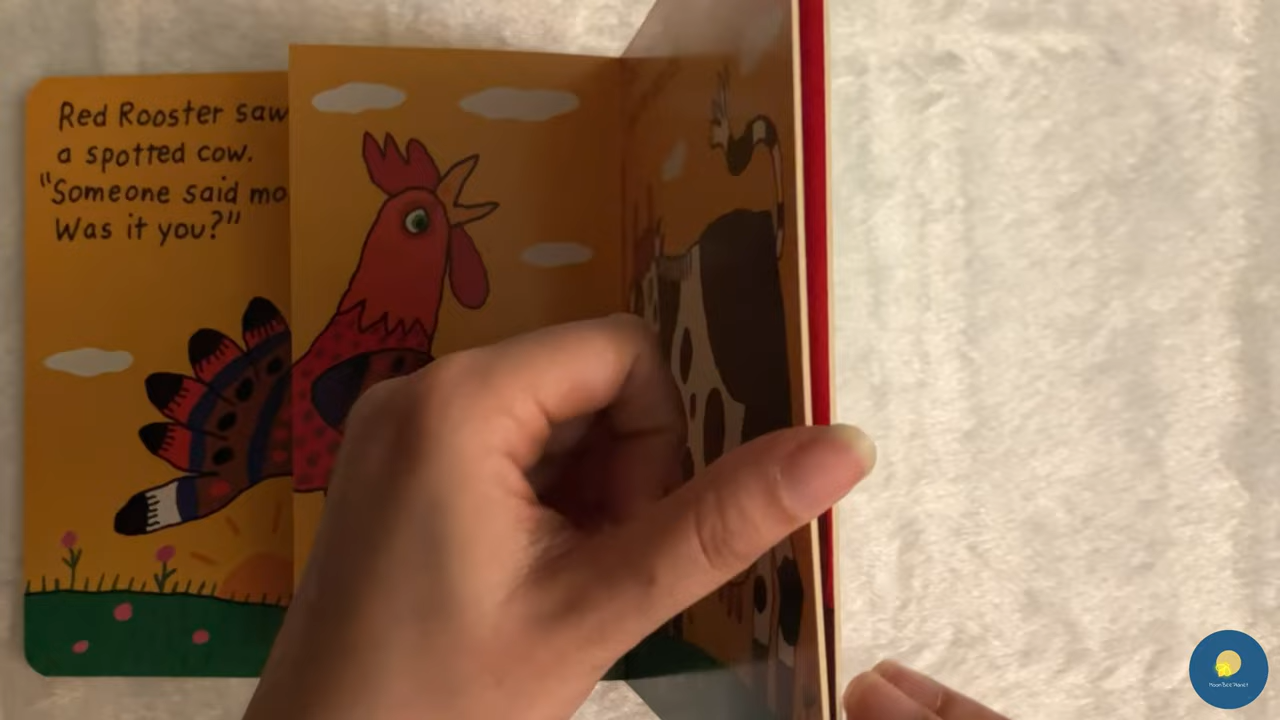 Red Rooster saw
a spotted cow.
"Someone said mo
Was it you?"